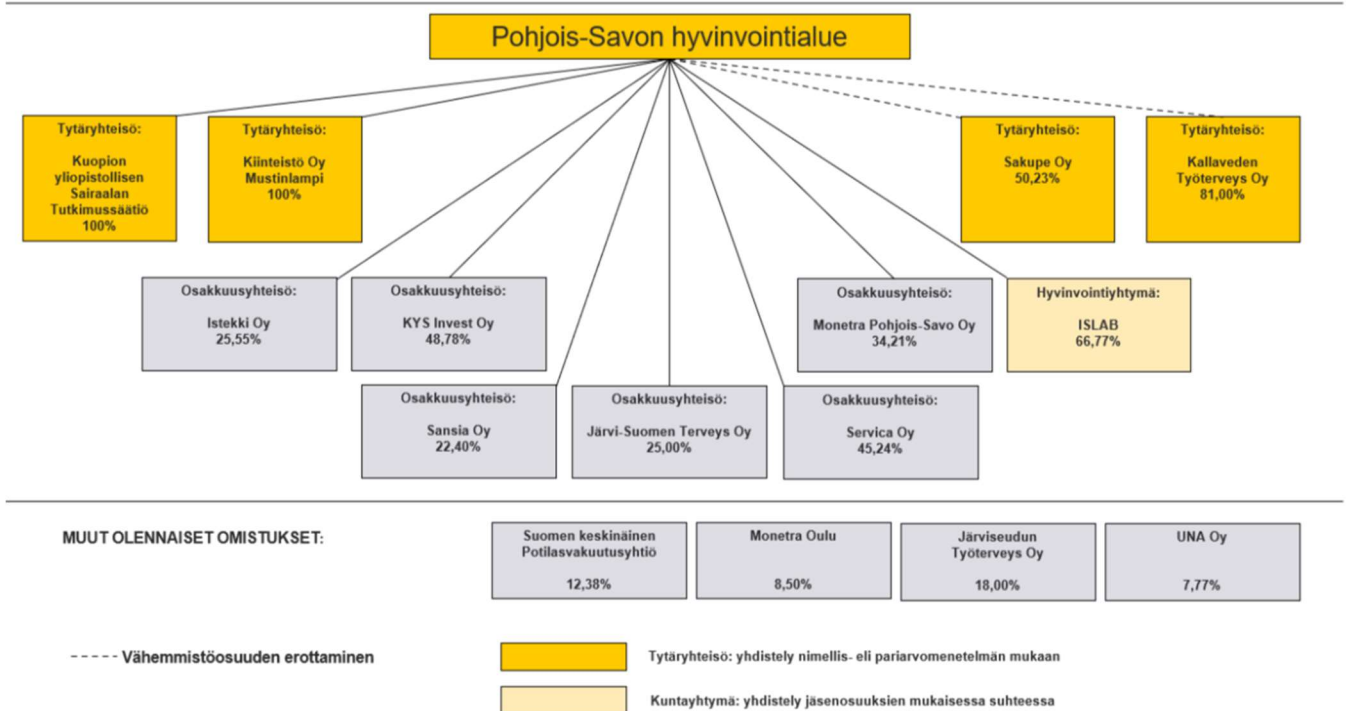 Pohjois-Savon hyvinvointialue
Tytäryhteisö:
Kuopion
yliopistollisen
Sairaalan
Tutkimussäätiö
100%
Tytäryhteisö:
Kiinteistö Oy
Mustinlampi
100%
Tytäryhteisö:
Sakupe Oy
50,23%
Tytäryhteisö:
Kallaveden
Työterveys Oy
81,00%
Osakkuusyhteisö:
Istekki Oy
25,55%
Osakkuusyhteisö:
KYS Invest Oy
48,78%
Osakkuusyhteisö:
Monetra Pohjois-Savo Oy
34,21%
Hyvinvointiyhtymä:
ISLAB
66,77%
Osakkuusyhteisö:
Sansia Oy
22,40%
Osakkuusyhteisö:
Järvi-Suomen Terveys Oy
25,00%
Osakkuusyhteisö:
Servica Oy
45,24%
MUUT OLENNAISET OMISTUKSET:
Suomen keskinäinen
Potilasvakuutusyhtiö
12,38%
Monetra Oulu
8,50%
Järviseudun
Työterveys Oy
18,00%
UNA Oy
7,77%
Vähemmistöosuuden erottaminen
Tytäryhteisö: yhdistely nimellis- eli pariarvomenetelmän mukaan
Kuntayhtymä: yhdistely jäsenosuuksien mukaisessa suhteessa